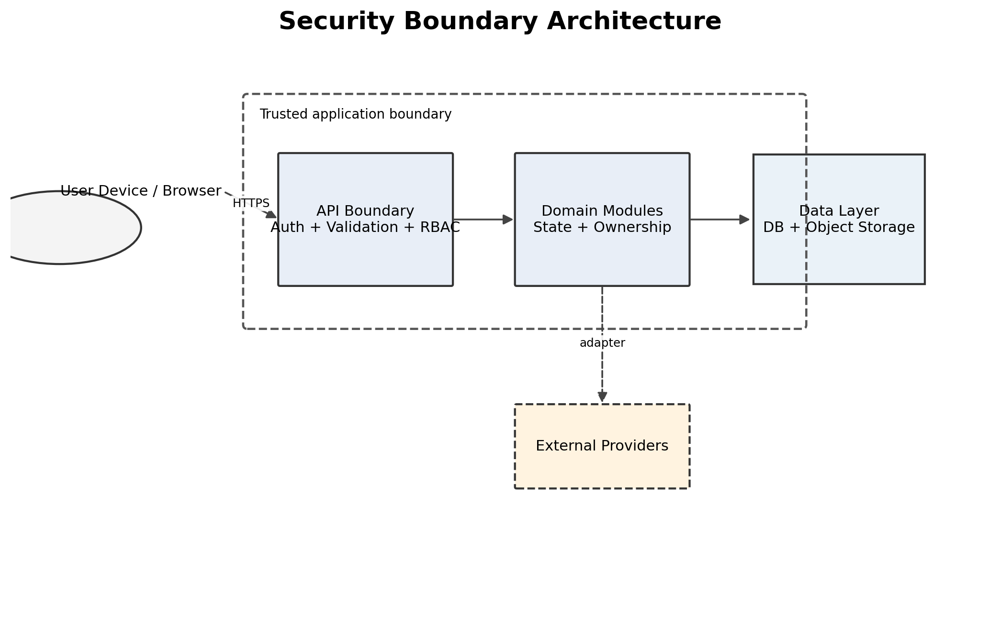 Security Boundary Architecture
Trusted application boundary
User Device / Browser
HTTPS
API Boundary
Auth + Validation + RBAC
Domain Modules
State + Ownership
Data Layer
DB + Object Storage
adapter
External Providers